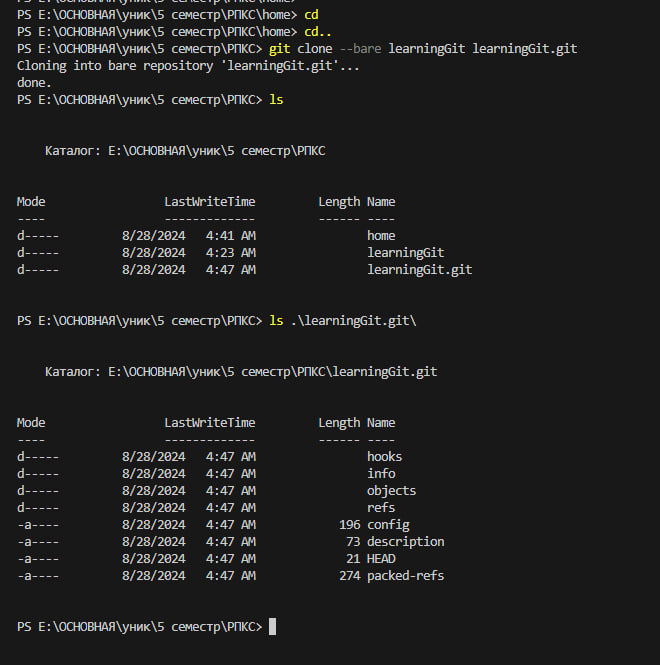 PS E:\ОСНОВНАЯ\уник\5 семестр\РПКС\home> cd
PS E:\ОСНОВНАЯ\уник\5 семестр\РПКС\home> cd..
PS E:\ОСНОВНАЯ\уник\5 семестр\РПКС> git clone --bare learningGit learningGit.git
Cloning into bare repository 'learningGit.git'...
done.
PS E:\ОСНОВНАЯ\уник\5 семестр\РПКС> ls
Каталог: E:\ОСНОВНАЯ\уник\5 семестр\РПКС
Mode LastWriteTime Length Name
---- ------------- ------ ----
d----- 8/28/2024 4:41 AM home
d----- 8/28/2024 4:23 AM learningGit
d----- 8/28/2024 4:47 AM learningGit.git
PS E:\ОСНОВНАЯ\уник\5 семестр\РПКС> ls .\learningGit.git\
Каталог: E:\ОСНОВНАЯ\уник\5 семестр\РПКС\learningGit.git
Mode LastWriteTime Length Name
---- ------------- ------ ----
d----- 8/28/2024 4:47 AM hooks
d----- 8/28/2024 4:47 AM info
d----- 8/28/2024 4:47 AM objects
d----- 8/28/2024 4:47 AM refs
-a---- 8/28/2024 4:47 AM 196 config
-a---- 8/28/2024 4:47 AM 73 description
-a---- 8/28/2024 4:47 AM 21 HEAD
-a---- 8/28/2024 4:47 AM 274 packed-refs
PS E:\ОСНОВНАЯ\уник\5 семестр\РПКС>